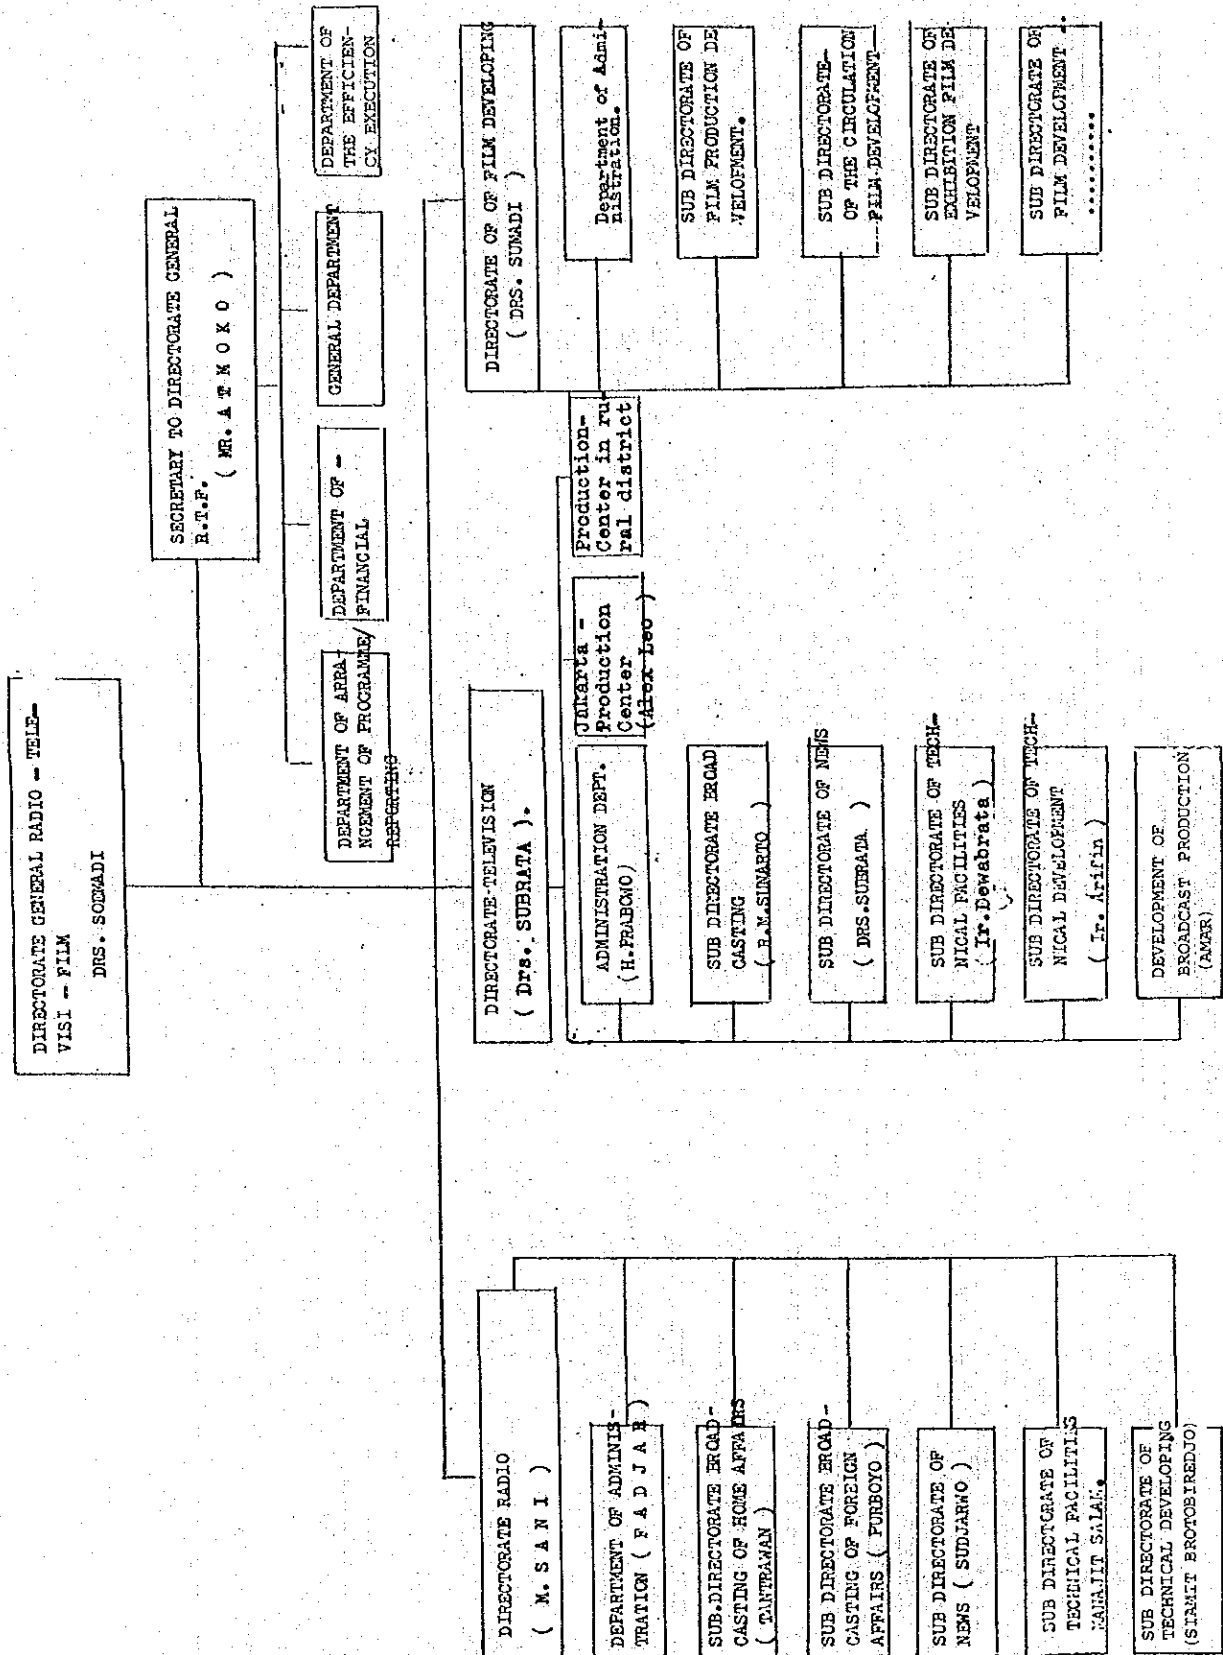 DIRECTORATE GENERAL RADIO - TELE-
VISI - FILM
DRS. SOEMADI
SECRETARY TO DIRECTORATE GENERAL
R.T.F.
( MR. A T M O K O )
DEPARTMENT OF ARRA-
NGEMENT OF PROGRAMME/
REPORTING
DEPARTMENT OF -
FINANCIAL
GENERAL DEPARTMENT
DEPARTMENT OF
THE EFFICIEN-
CY EXECUTION
DIRECTORATE RADIO
( M. S A N I )
DEPARTMENT OF ADMINIS-
TRATION ( F A D J A R )
SUB.DIRECTORATE BROAD-
CASTING OF HOME AFFAIRS
( TANTRAWAN )
SUB DIRECTORATE BROAD-
CASTING OF FOREIGN
AFFAIRS ( PURBOYO )
SUB DIRECTORATE OF
NEWS ( SUDJARWO )
SUB DIRECTORATE OF
TECHNICAL FACILITIES
SALAM.
SUB DIRECTORATE OF
TECHNICAL DEVELOPING
BROTOBIREDJO)
DIRECTORATE-TELEVISION
( Drs. SUBRATA ).
ADMINISTRATION DEPT.
(H.PRABOWO)
SUB DIRECTORATE BROAD
CASTING
( R.M.SUNARTO )
SUB DIRECTORATE OF NEWS
( DRS.SUBRATA )
SUB DIRECTORATE OF TECH-
NICAL FACILITIES
( Ir.Dewabrata )
SUB DIRECTORATE OF TECH-
NICAL DEVELOPMENT
( Ir. Arifin )
DEVELOPMENT OF
BROADCAST PRODUCTION
(AMAR)
Jakarta -
Production
Center
(Alex Leo )
Production-
Center in ru-
ral district
DIRECTORATE OF OF FILM DEVELOPING
( DRS. SUMADI )
Department of Admi-
nistration.
SUB DIRECTORATE OF
FILM PRODUCTION DE
VELOPMENT.
SUB DIRECTORATE-
OF THE CIRCULATION
FILM-DEVELOPMENT
SUB DIRECTORATE OF
EXHIBITION FILM DE
VELOPMENT
SUB DIRECTORATE OF
FILM DEVELOPMENT ..
..........